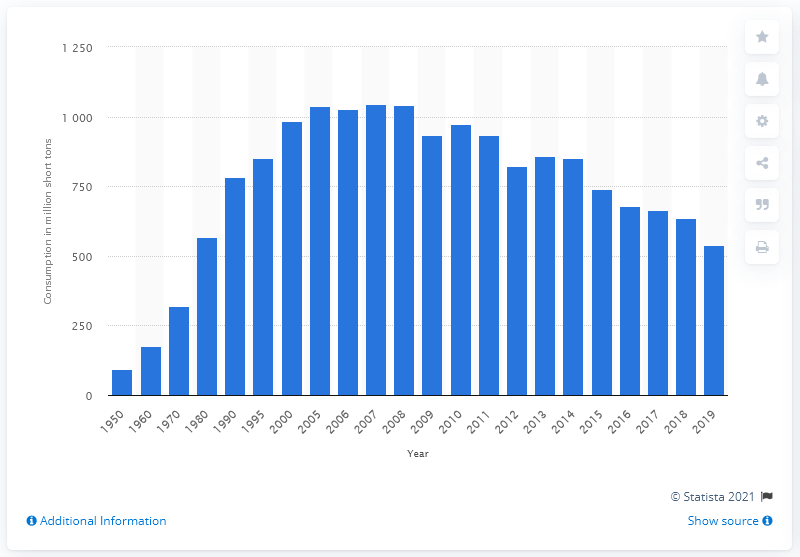 1 250
1 000
750
500
250
0
Consumption in million short tons
1950 1960 1970 1980 1990 1995 2000 2005 2006 2007 2008 2009 2010 2011 2012 2013 2014 2015 2016 2017 2018 2019
Year
© Statista 2021
Additional Information Show source